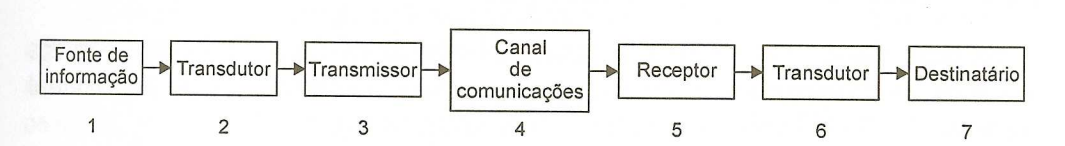 Fonte de
informação
Transdutor
Transmissor
Canal
de
comunicações
Receptor
Transdutor
Destinatário
1
2
3
4
5
6
7